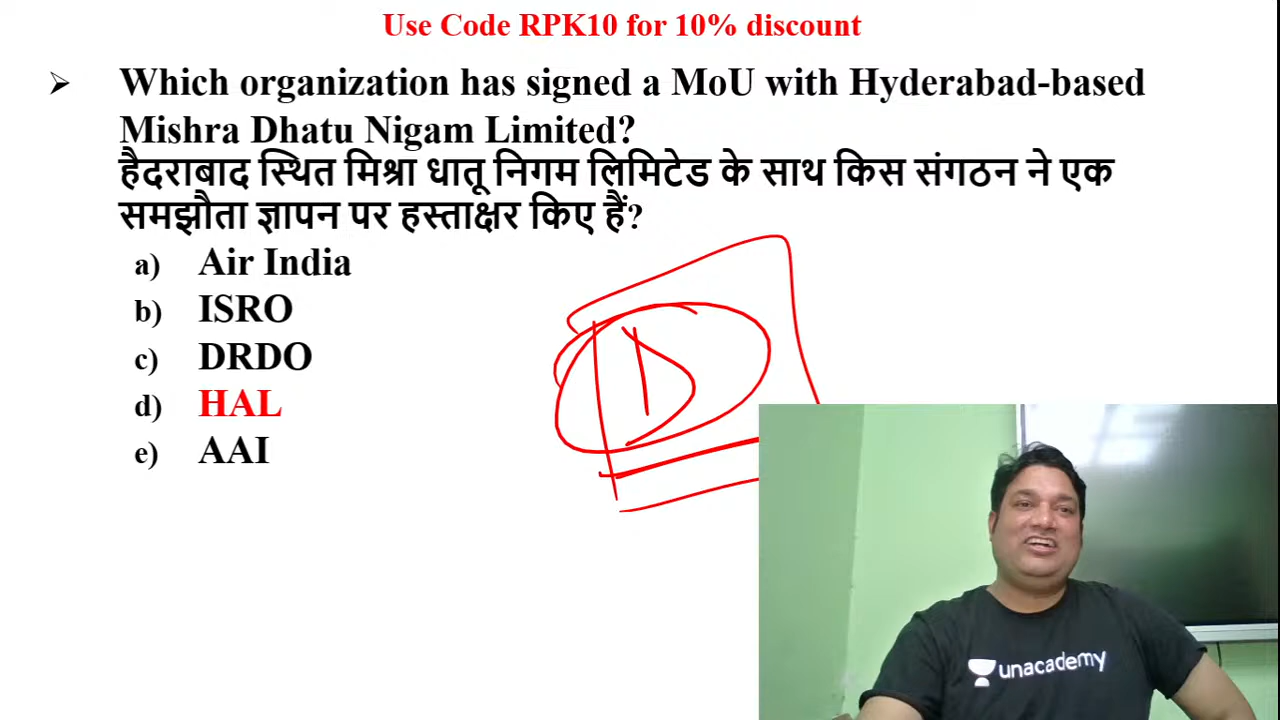 Use Code RPK10 for 10% discount
➢ Which organization has signed a MoU with Hyderabad-based
Mishra Dhatu Nigam Limited?
हैदराबाद स्थित मिश्रा धातू निगम लिमिटेड के साथ किस संगठन ने एक
समझौता ज्ञापन पर हस्ताक्षर किए हैं?
a) Air India
b) ISRO
c) DRDO
d) HAL
e) AAI
D
unacademy